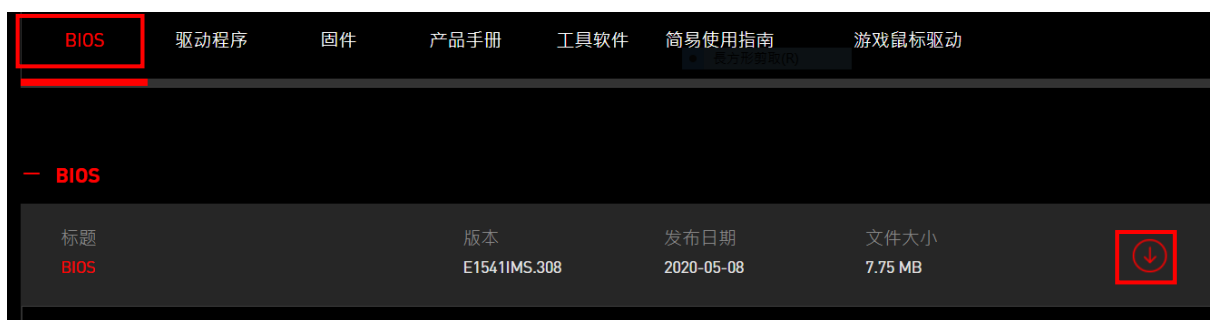 BIOS 驱动程序 固件 产品手册 工具软件 简易使用指南 游戏鼠标驱动
BIOS
标题 版本 发布日期 文件大小
BIOS E1541IMS.308 2020-05-08 7.75 MB